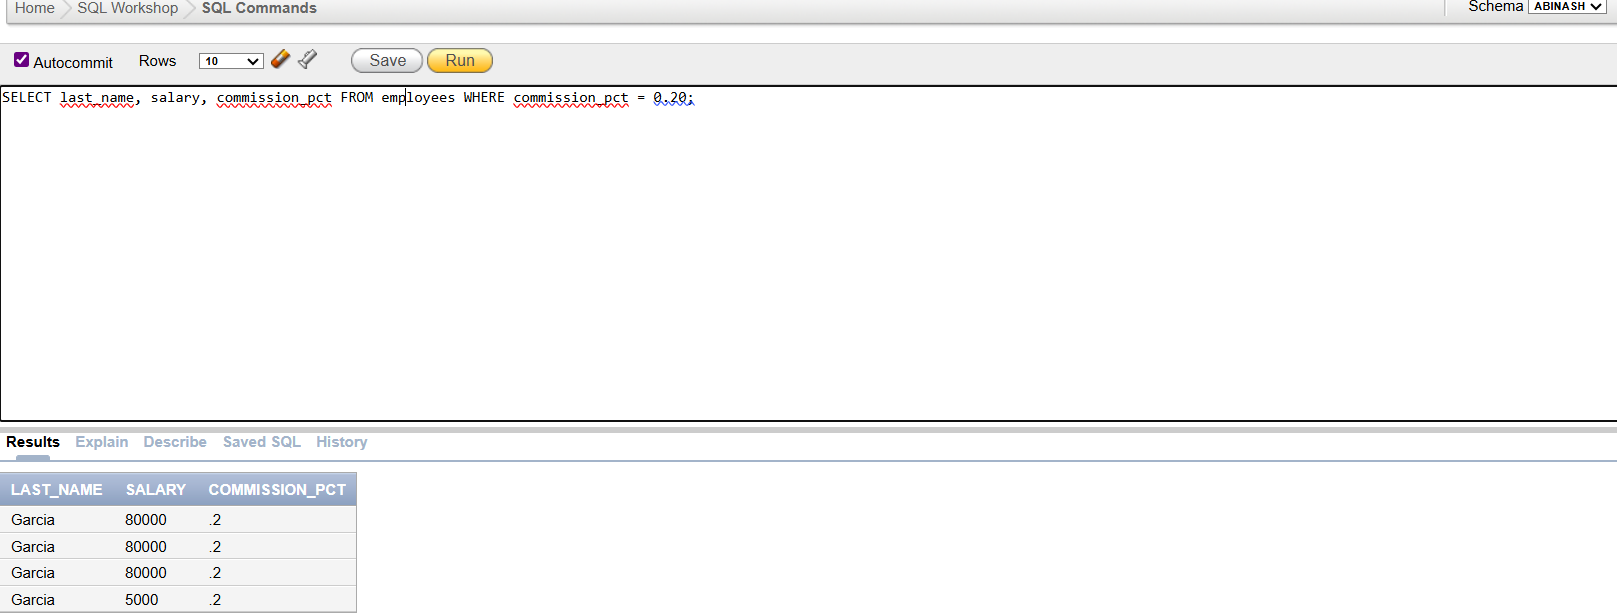 Home SQL Workshop SQL Commands Schema ABINASH
Autocommit Rows 10 Save Run
SELECT last_name, salary, commission_pct FROM employees WHERE commission_pct = 0.20;
Results Explain Describe Saved SQL History
LAST_NAME SALARY COMMISSION_PCT
Garcia 80000 .2
Garcia 80000 .2
Garcia 80000 .2
Garcia 5000 .2